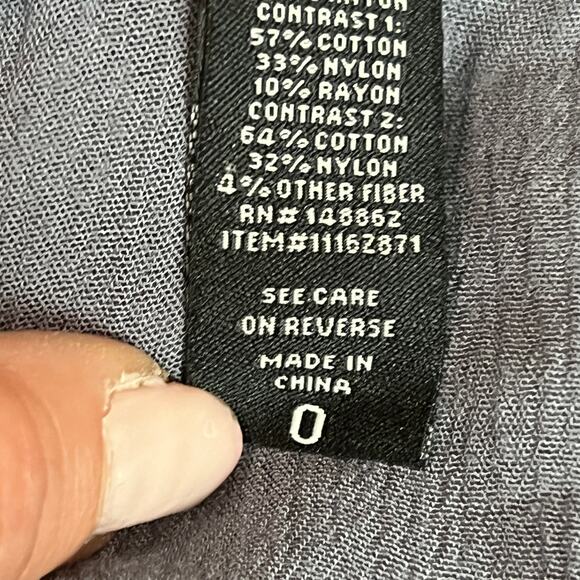 CONTRAST 1:
57% COTTON
33% NYLON
10% RAYON
CONTRAST 2:
64% COTTON
32% NYLON
4% OTHER FIBER
RN# 148862
ITEM#11162871
SEE CARE
ON REVERSE
MADE IN
CHINA
0